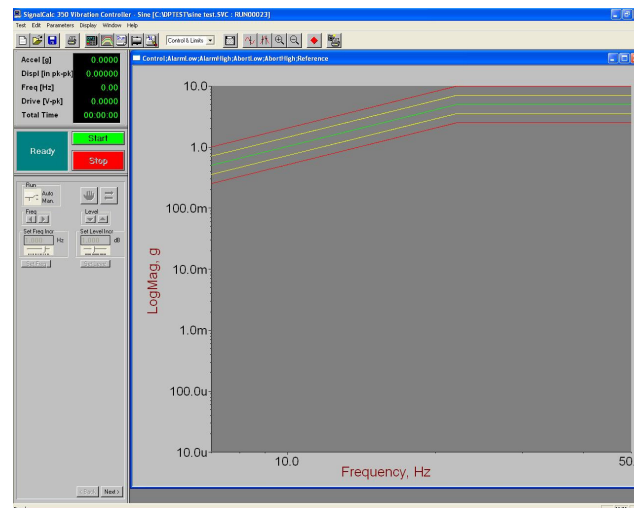 SignalCalc 350 Vibration Controller - Sine [C:\DPTEST\sine test.SVC : RUN00023]
Test Edit Parameters Display Window Help
Control & Limits
Accel [g] 0.0000
Displ [in pk-pk] 0.00000
Freq [Hz] 0.00
Drive [V-pk] 0.0000
Total Time 00:00:00
Ready
Start
Stop
Run
Auto
Man.
Freq
Level
Set Freq Incr
Hz
Set Level Incr
dB
< Back
Next >
Control;AlarmLow;AlarmHigh;AbortLow;AbortHigh;Reference
10.0
1.0
100.0m
10.0m
1.0m
100.0u
10.0u
LogMag, g
10.0
50.
Frequency, Hz